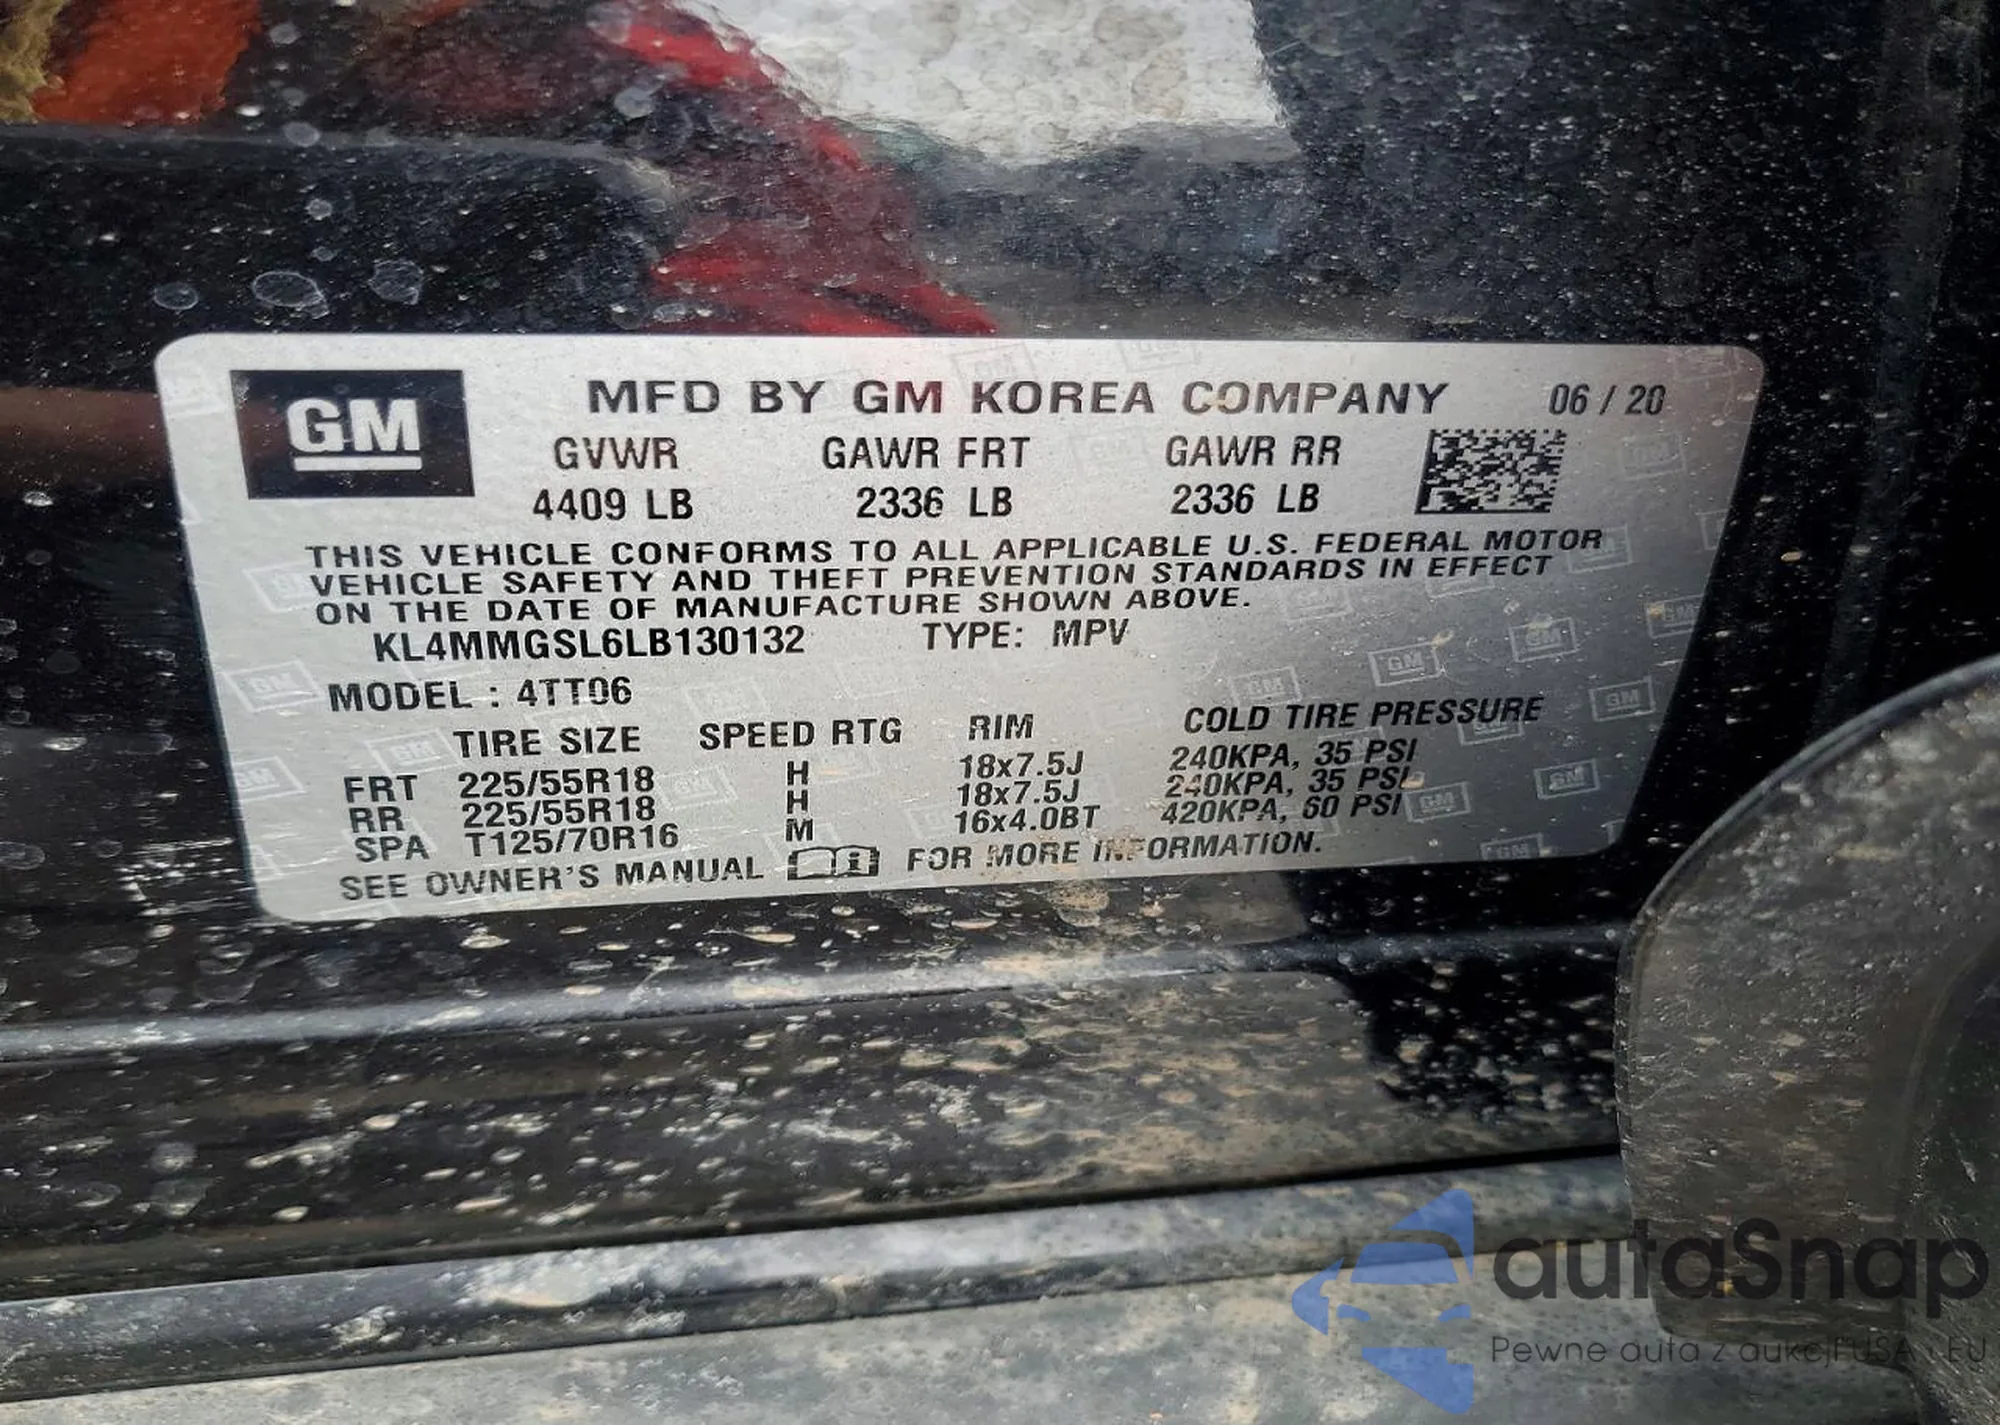 GM
MFD BY GM KOREA COMPANY 06 / 20
GVWR GAWR FRT GAWR RR
4409 LB 2336 LB 2336 LB
THIS VEHICLE CONFORMS TO ALL APPLICABLE U.S. FEDERAL MOTOR
VEHICLE SAFETY AND THEFT PREVENTION STANDARDS IN EFFECT
ON THE DATE OF MANUFACTURE SHOWN ABOVE.
KL4MMGSL6LB130132 TYPE: MPV
MODEL : 4TT06
TIRE SIZE SPEED RTG RIM COLD TIRE PRESSURE
FRT 225/55R18 H 18x7.5J 240KPA, 35 PSI
RR 225/55R18 H 18x7.5J 240KPA, 35 PSI
SPA T125/70R16 M 16x4.0BT 420KPA, 60 PSI
SEE OWNER'S MANUAL FOR MORE INFORMATION.
autaSnap
Pewne auta z aukcji USA i EU